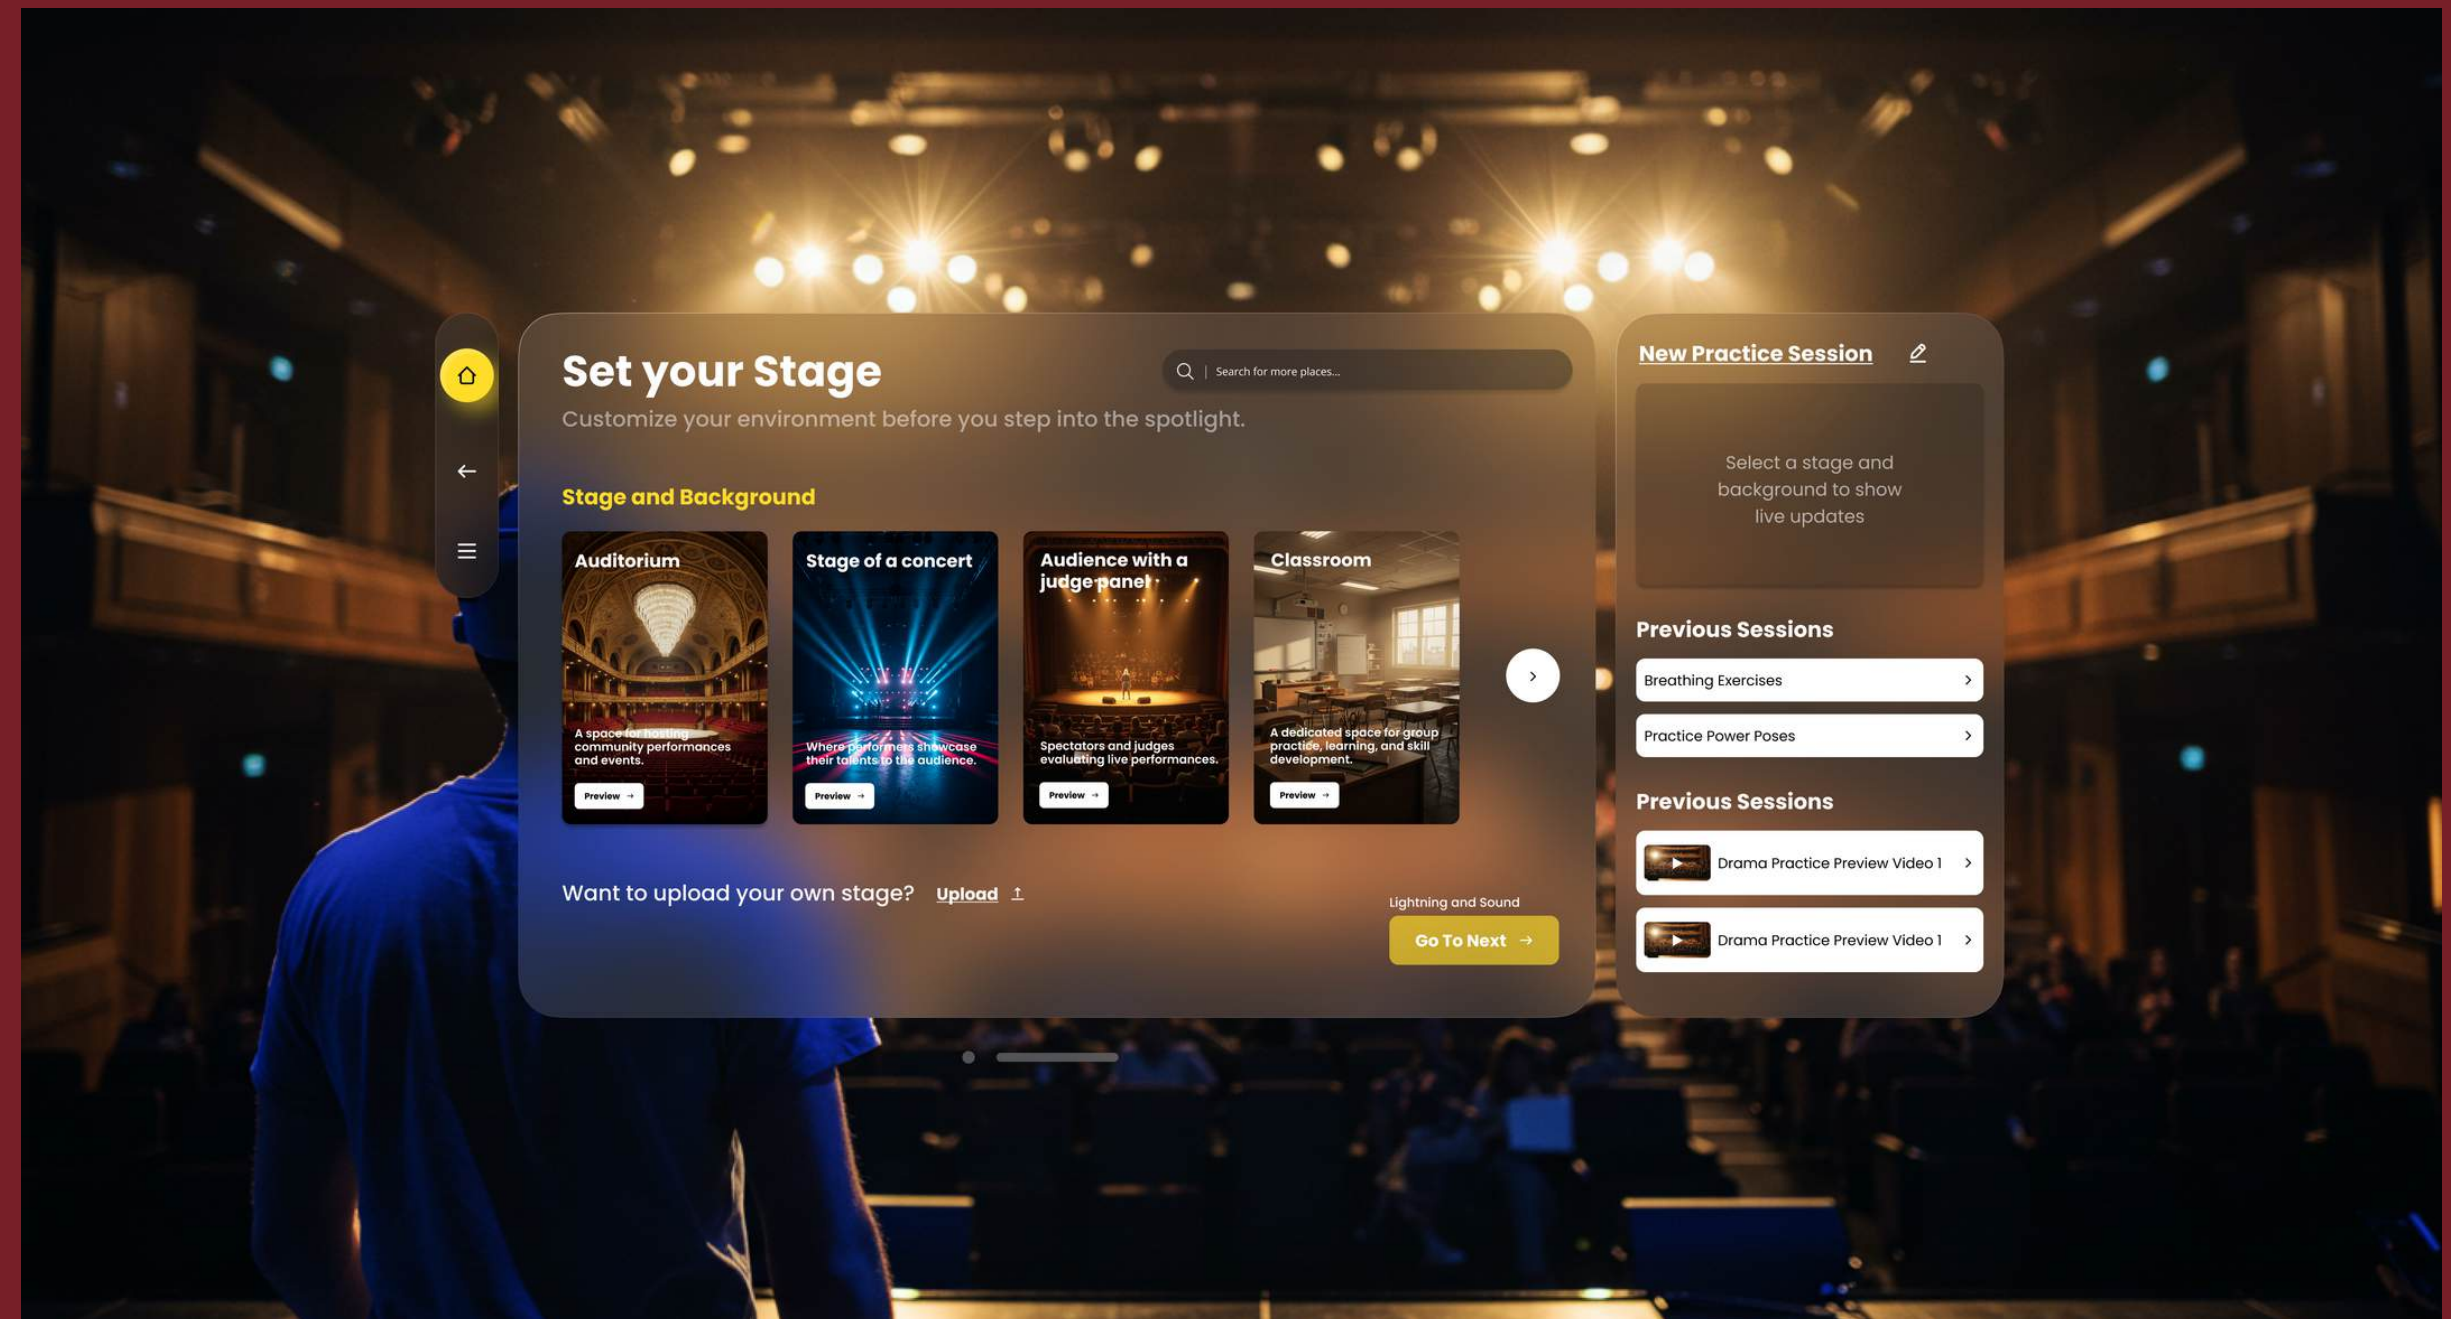 Set your Stage
Search for more places...
Customize your environment before you step into the spotlight.
Stage and Background
Auditorium
A space for hosting
community performances
and events.
Preview
Stage of a concert
Where performers showcase
their talents to the audience.
Preview
Audience with a
judge panel
Spectators and judges
evaluating live performances.
Preview
Classroom
A dedicated space for group
practice, learning, and skill
development.
Preview
Want to upload your own stage? Upload
Lightning and Sound
Go To Next
New Practice Session
Select a stage and
background to show
live updates
Previous Sessions
Breathing Exercises
Practice Power Poses
Previous Sessions
Drama Practice Preview Video 1
Drama Practice Preview Video 1